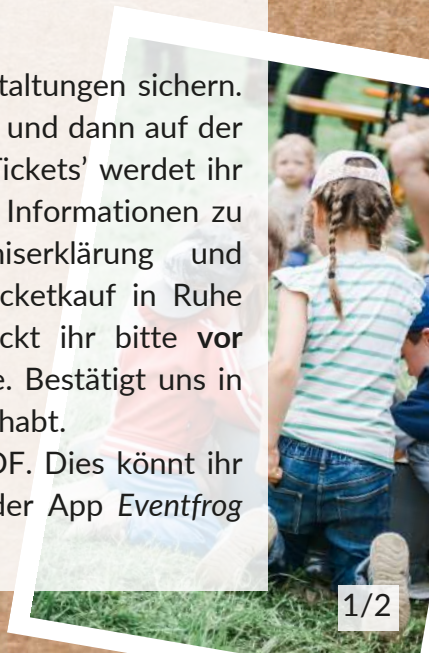 taltungen sichern.
und dann auf der
Tickets’ werdet ihr
Informationen zu
niserklärung und
cketkauf in Ruhe
ckt ihr bitte vor
e. Bestätigt uns in
habt.
DF. Dies könnt ihr
der App Eventfrog
1/2